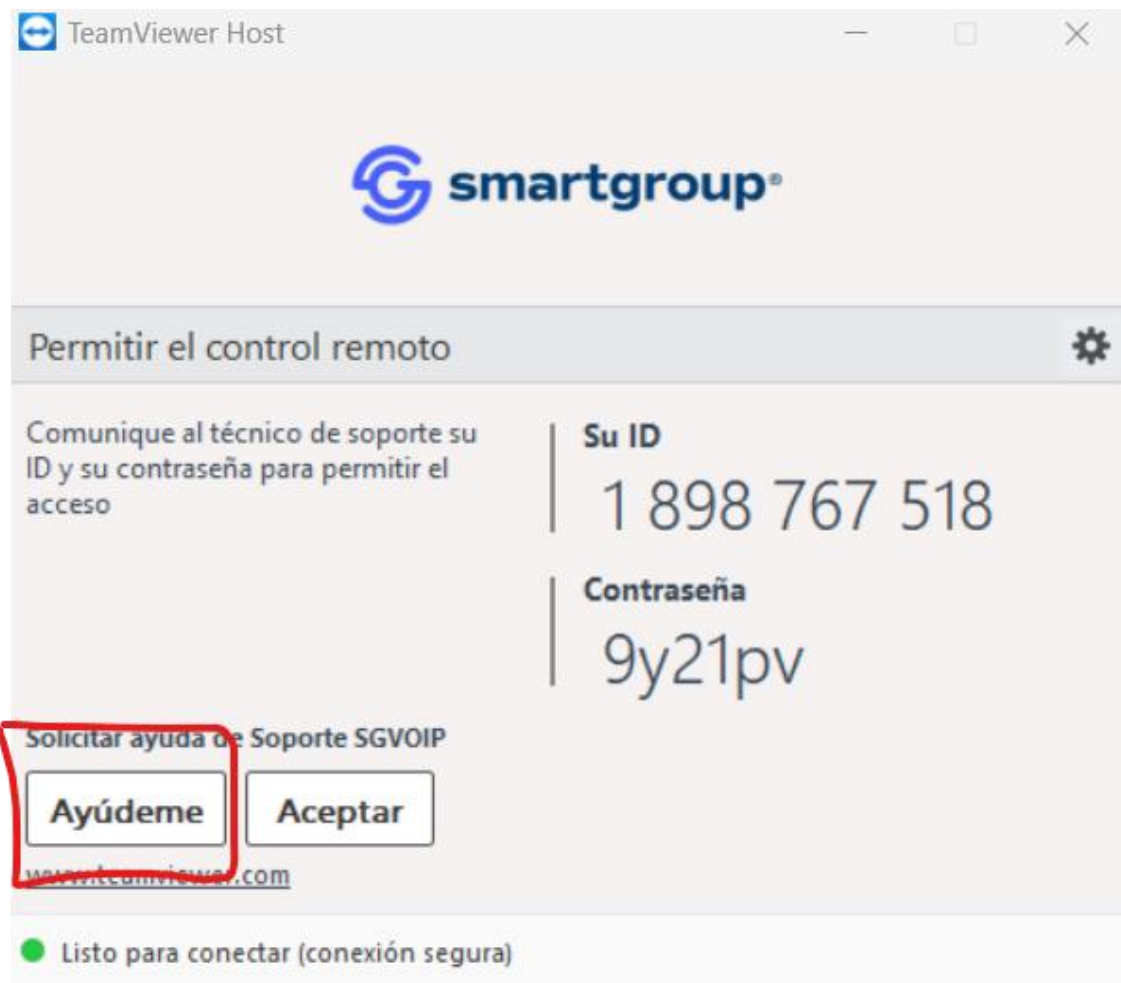 TeamViewer Host
smartgroup®
Permitir el control remoto
Comunique al técnico de soporte su
ID y su contraseña para permitir el
acceso
Su ID
1 898 767 518
Contraseña
9y21pv
Solicitar ayuda de Soporte SGVOIP
Ayúdeme
Aceptar
www.teamviewer.com
Listo para conectar (conexión segura)